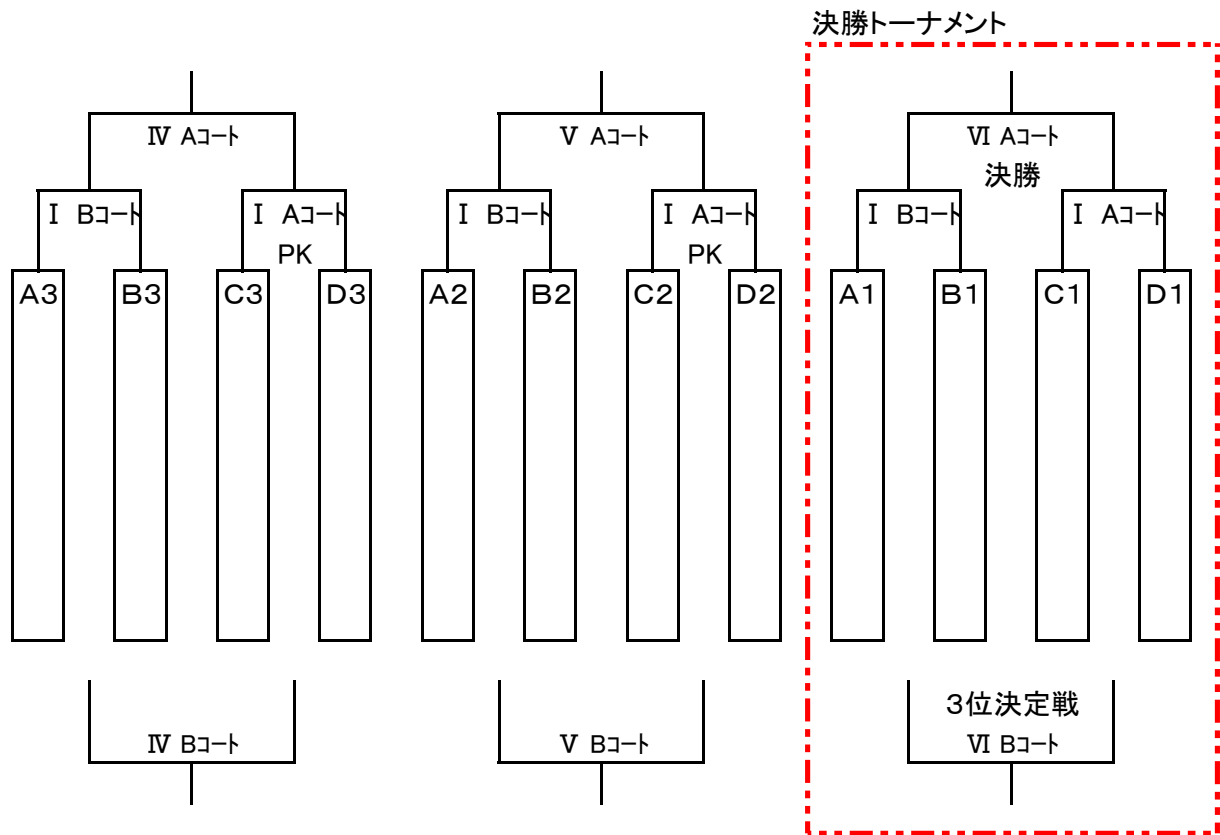 決勝トーナメント
Ⅳ Aコート
Ⅴ Aコート
Ⅵ Aコート
決勝
Ⅰ Bコート
Ⅰ Aコート
PK
Ⅰ Bコート
Ⅰ Aコート
PK
Ⅰ Bコート
Ⅰ Aコート
A3
B3
C3
D3
A2
B2
C2
D2
A1
B1
C1
D1
3位決定戦
Ⅳ Bコート
Ⅴ Bコート
Ⅵ Bコート